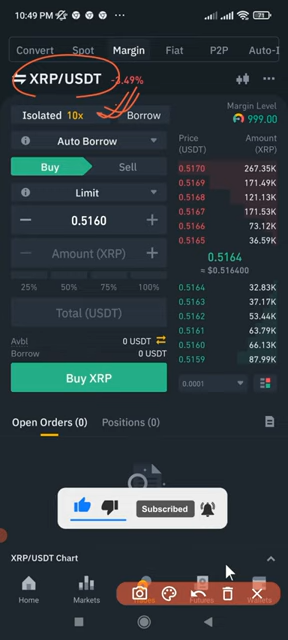 10:49 PM
71
Convert Spot Margin Fiat P2P Auto-I
XRP/USDT -3.49%
Margin Level
999.00
Isolated 10x Borrow
Auto Borrow
Buy Sell
Limit
0.5160
Amount (XRP)
25% 50% 75% 100%
Total (USDT)
Avbl 0 USDT
Borrow 0 USDT
Buy XRP
Price Amount
(USDT) (XRP)
0.5170 267.35K
0.5169 171.49K
0.5168 121.13K
0.5167 171.53K
0.5166 73.12K
0.5165 36.59K
0.5164
≈ $0.516400
0.5164 32.83K
0.5163 37.17K
0.5162 53.44K
0.5161 63.79K
0.5160 66.13K
0.5159 87.99K
0.0001
Open Orders (0) Positions (0)
Subscribed
XRP/USDT Chart
Home Markets Futures Wallets